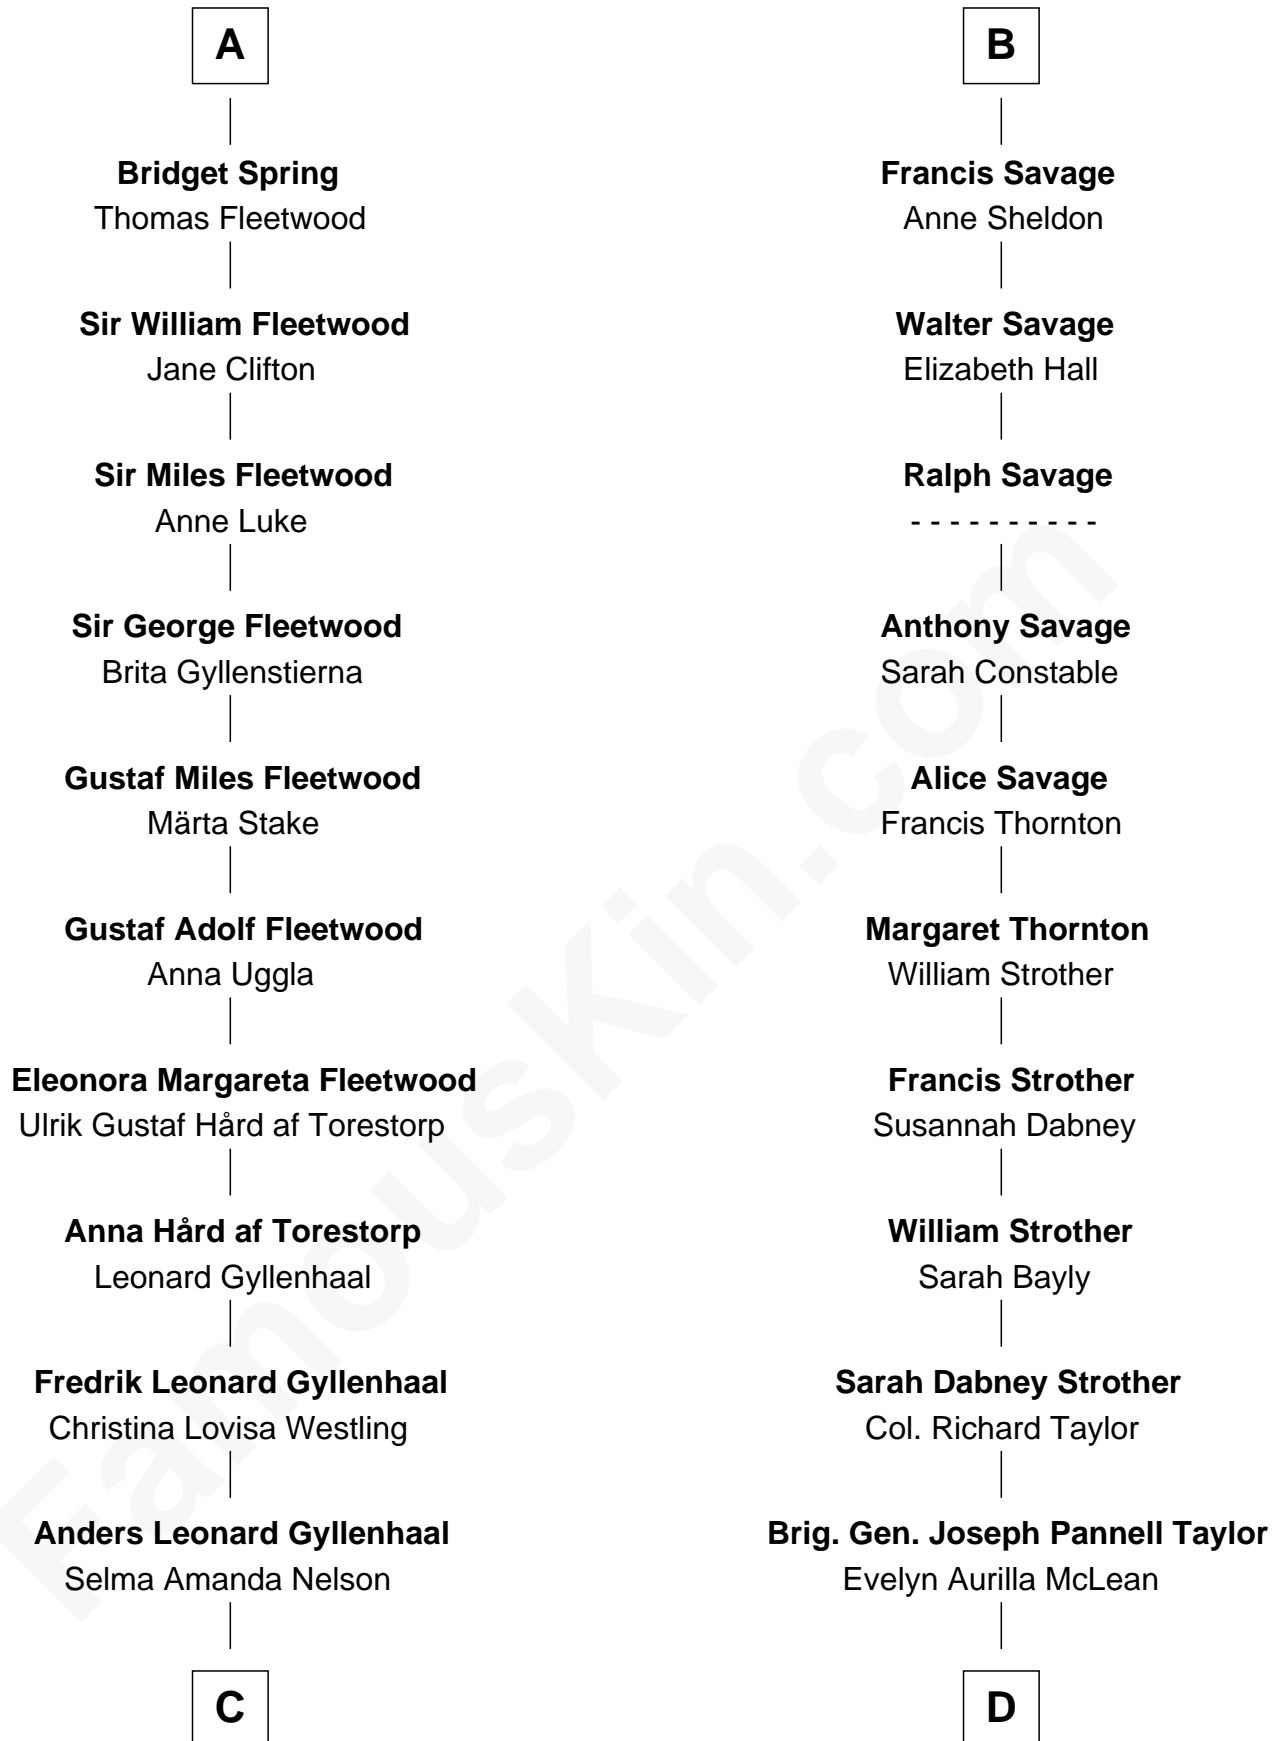 A
Bridget Spring
Thomas Fleetwood
Sir William Fleetwood
Jane Clifton
Sir Miles Fleetwood
Anne Luke
Sir George Fleetwood
Brita Gyllenstierna
Gustaf Miles Fleetwood
Märta Stake
Gustaf Adolf Fleetwood
Anna Uggla
Eleonora Margareta Fleetwood
Ulrik Gustaf Hård af Torestorp
Anna Hård af Torestorp
Leonard Gyllenhaal
Fredrik Leonard Gyllenhaal
Christina Lovisa Westling
Anders Leonard Gyllenhaal
Selma Amanda Nelson
C
B
Francis Savage
Anne Sheldon
Walter Savage
Elizabeth Hall
Ralph Savage
- - - - - - - - - -
Anthony Savage
Sarah Constable
Alice Savage
Francis Thornton
Margaret Thornton
William Strother
Francis Strother
Susannah Dabney
William Strother
Sarah Bayly
Sarah Dabney Strother
Col. Richard Taylor
Brig. Gen. Joseph Pannell Taylor
Evelyn Aurilla McLean
D
FamousKin.com